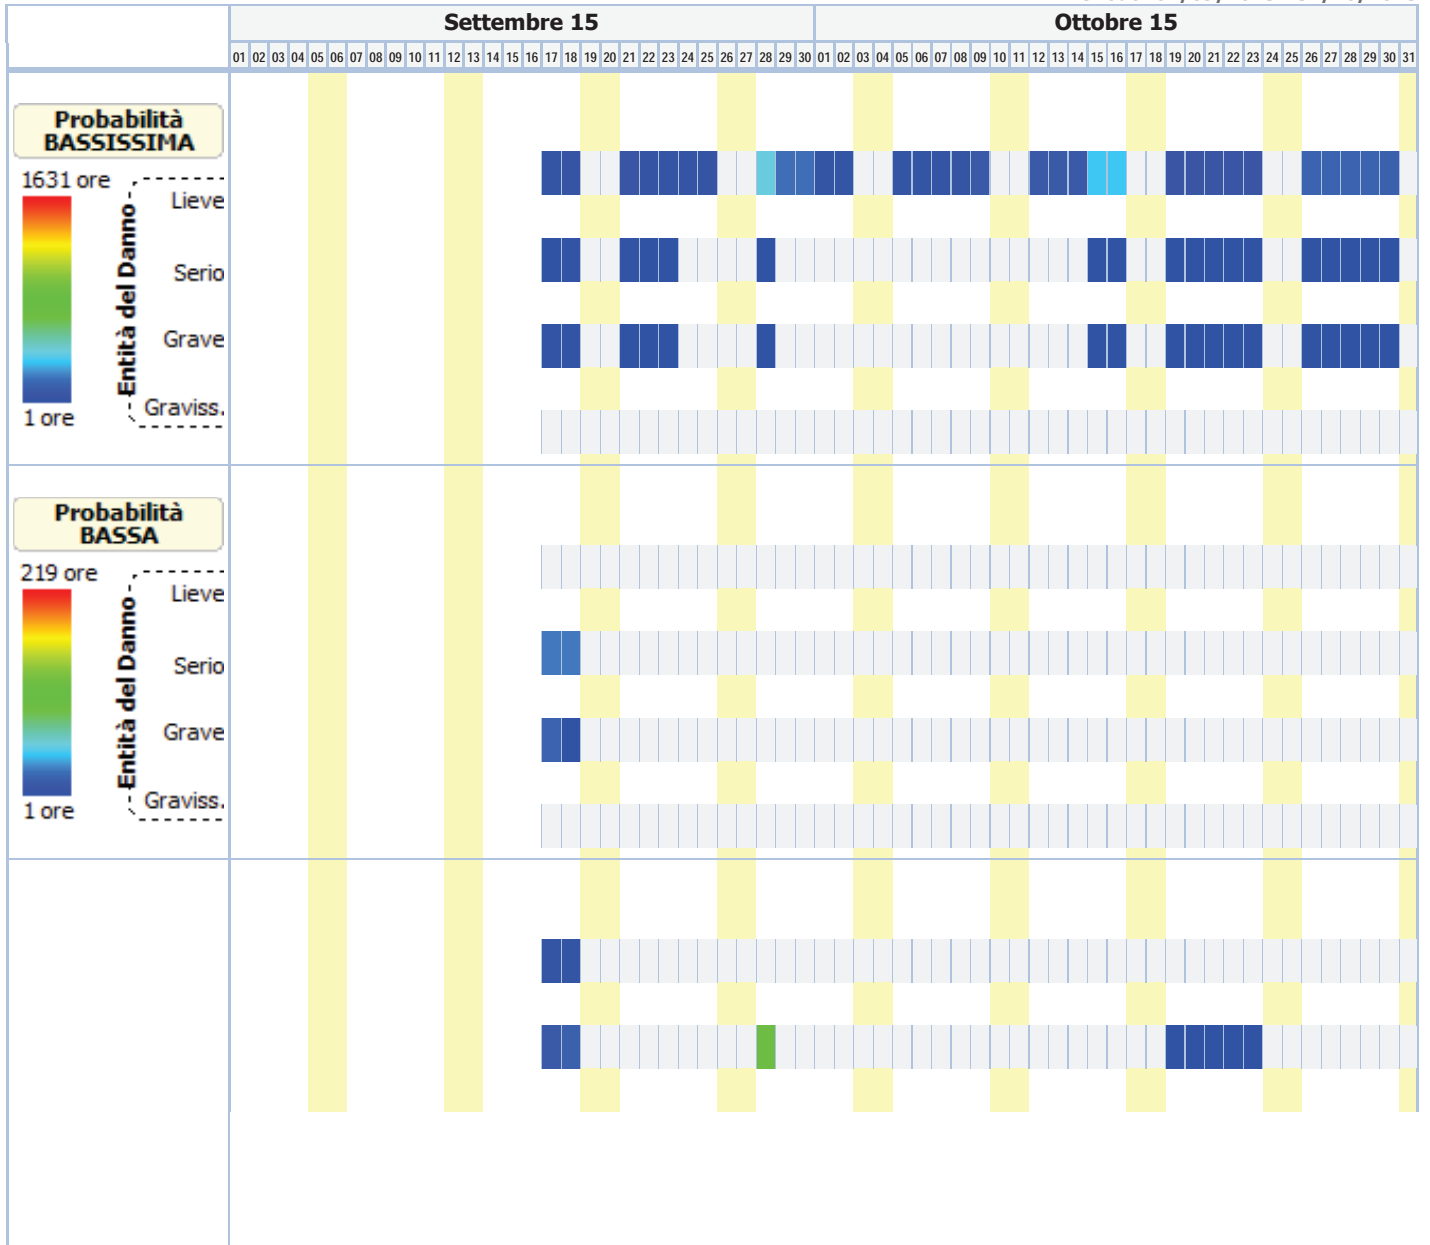 Settembre 15 Ottobre 15
01 02 03 04 05 06 07 08 09 10 11 12 13 14 15 16 17 18 19 20 21 22 23 24 25 26 27 28 29 30 01 02 03 04 05 06 07 08 09 10 11 12 13 14 15 16 17 18 19 20 21 22 23 24 25 26 27 28 29 30 31
Probabilità
BASSISSIMA
1631 ore
Entità del Danno
Lieve
Serio
Grave
Graviss.
1 ore
Probabilità
BASSA
219 ore
Entità del Danno
Lieve
Serio
Grave
Graviss.
1 ore